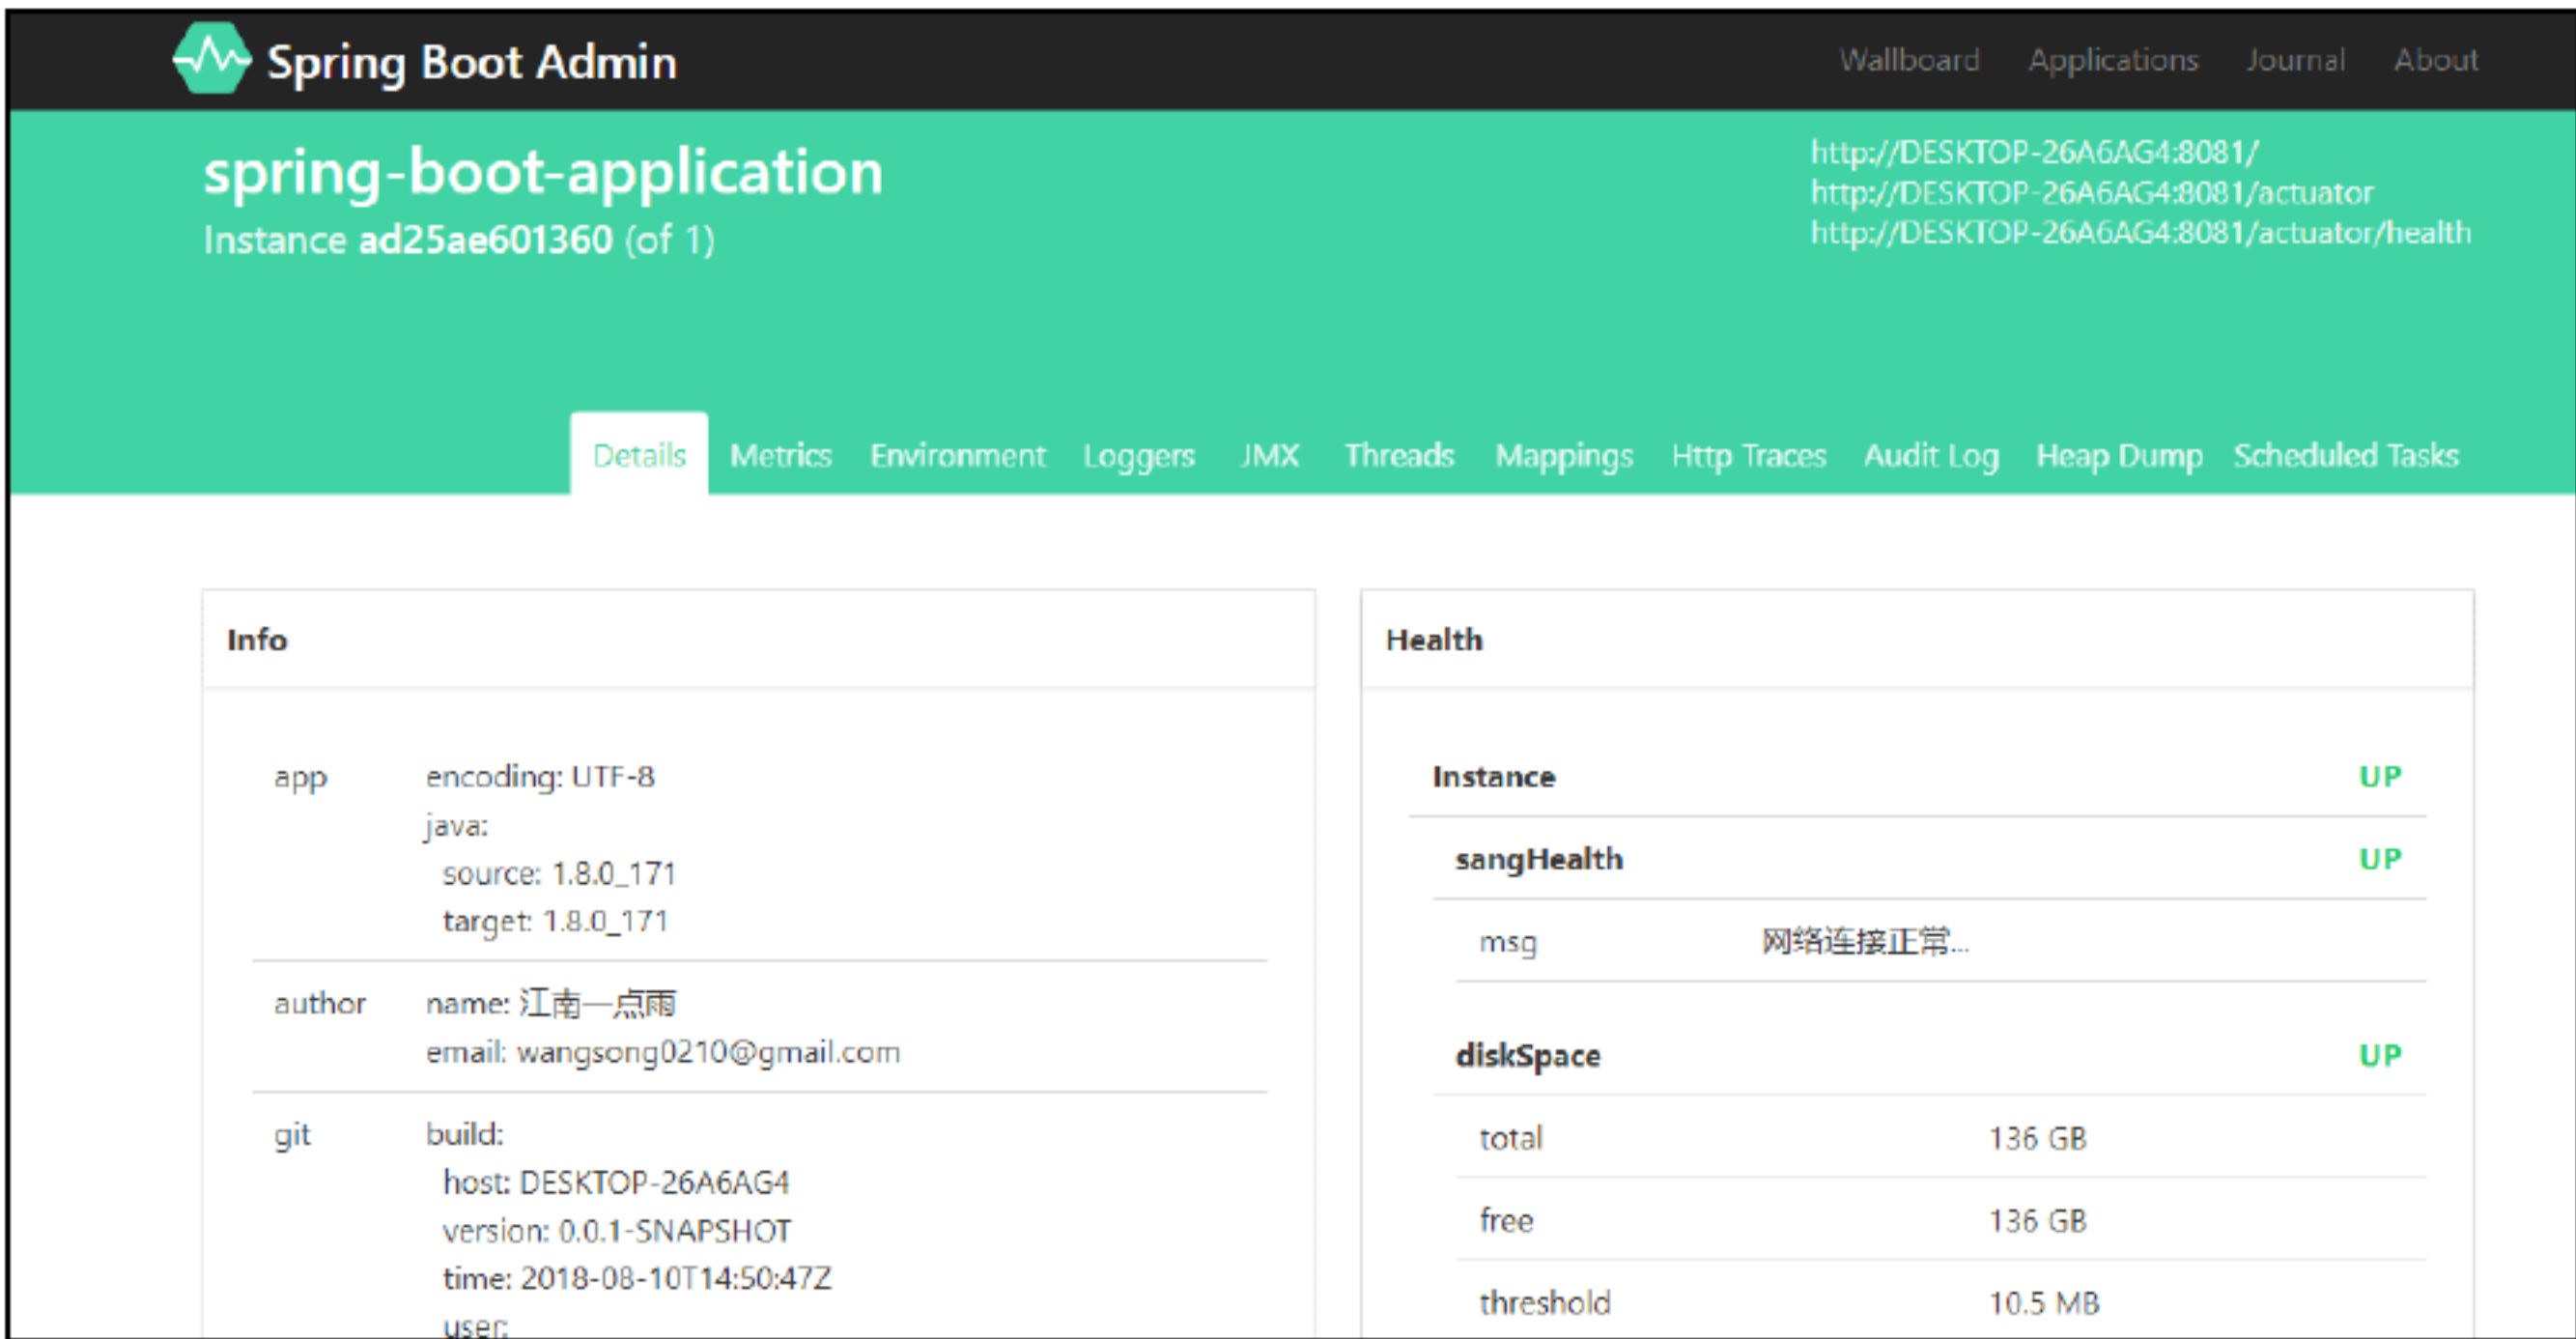 Spring Boot Admin
Wallboard Applications Journal About
spring-boot-application
Instance ad25ae601360 (of 1)
http://DESKTOP-26A6AG4:8081/
http://DESKTOP-26A6AG4:8081/actuator
http://DESKTOP-26A6AG4:8081/actuator/health
Details Metrics Environment Loggers JMX Threads Mappings Http Traces Audit Log Heap Dump Scheduled Tasks
Info
app encoding: UTF-8
java:
source: 1.8.0_171
target: 1.8.0_171
author name: 江南一点雨
email: wangsong0210@gmail.com
git build:
host: DESKTOP-26A6AG4
version: 0.0.1-SNAPSHOT
time: 2018-08-10T14:50:47Z
user:
Health
Instance UP
sangHealth UP
msg 网络连接正常...
diskSpace UP
total 136 GB
free 136 GB
threshold 10.5 MB